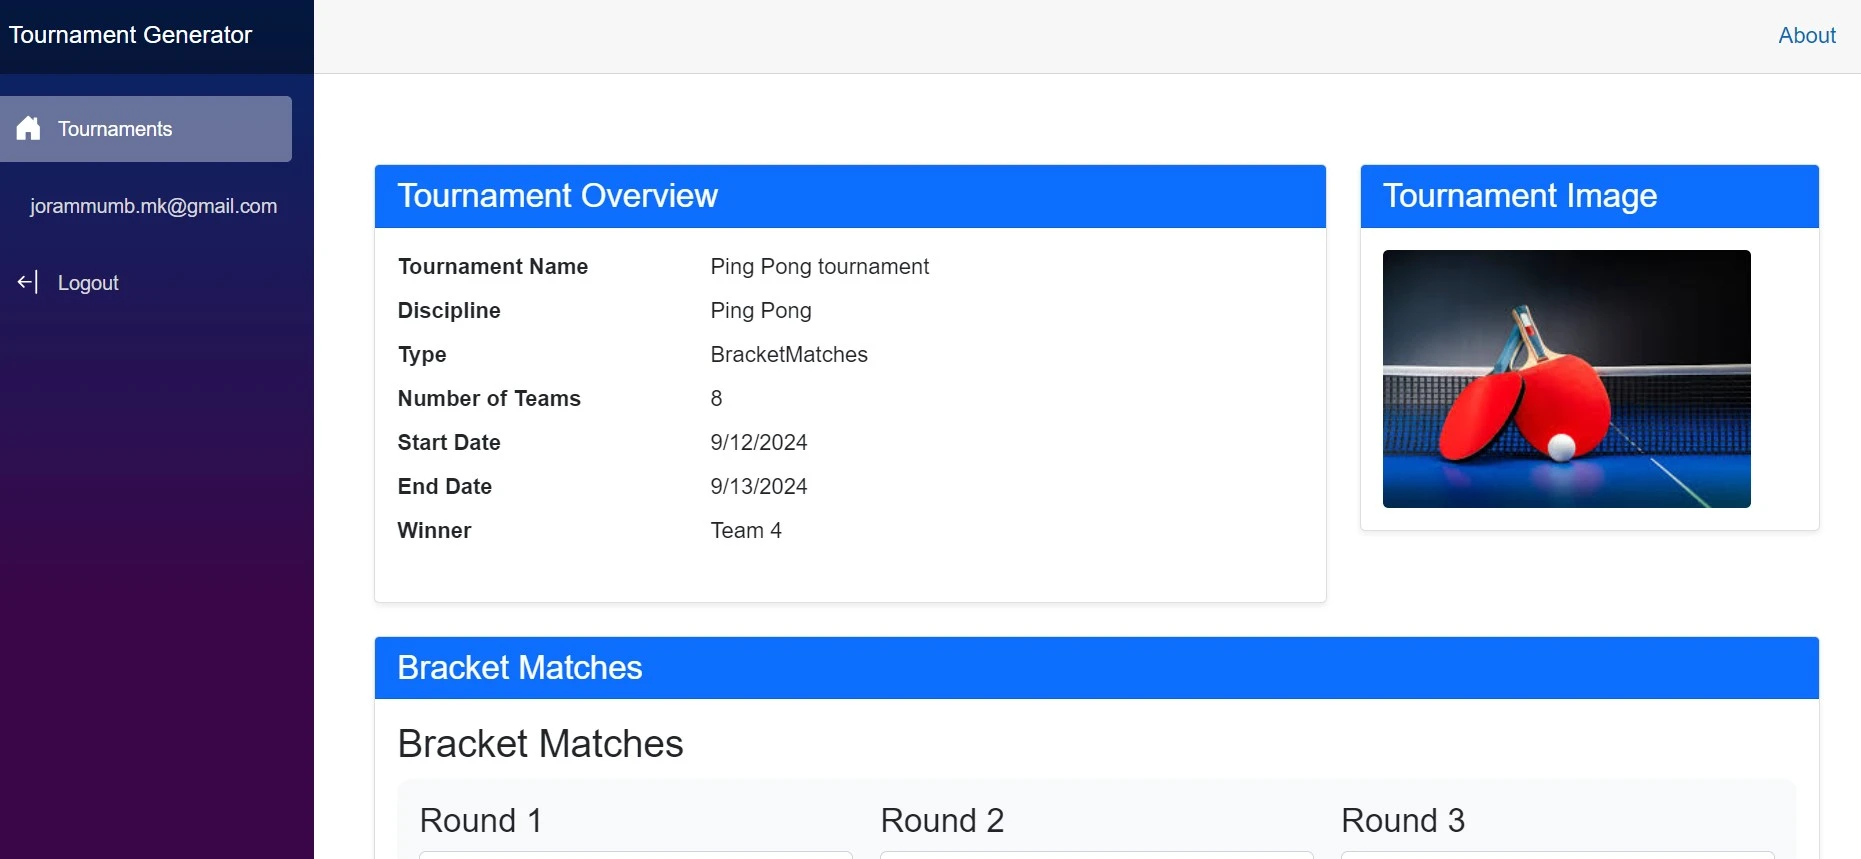 Tournament Generator
About
Tournaments
jorammumb.mk@gmail.com
Logout
Tournament Overview
Tournament Name Ping Pong tournament
Discipline Ping Pong
Type BracketMatches
Number of Teams 8
Start Date 9/12/2024
End Date 9/13/2024
Winner Team 4
Tournament Image
Bracket Matches
Bracket Matches
Round 1 Round 2 Round 3